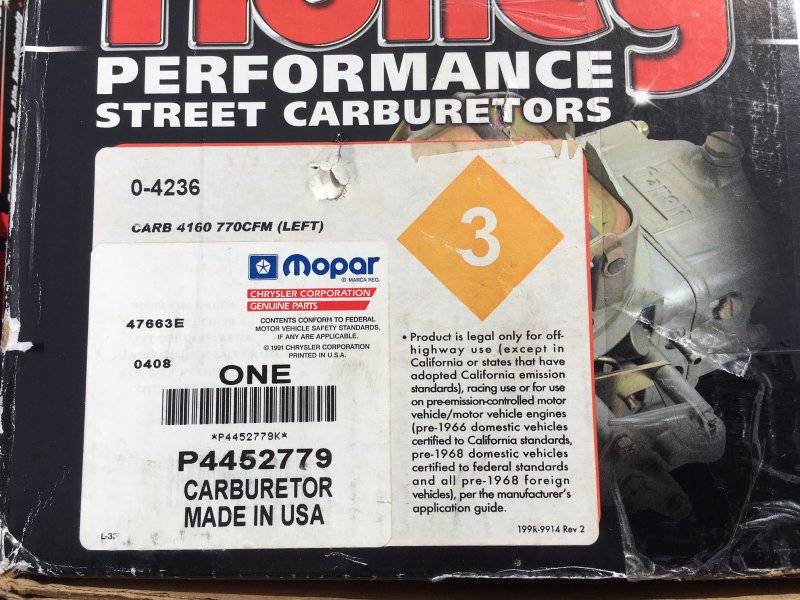 Holley
PERFORMANCE
STREET CARBURETORS
0-4236
CARB 4160 770CFM (LEFT)
3
Mopar
® MARCA REG.
CHRYSLER CORPORATION
GENUINE PARTS
CONTENTS CONFORM TO FEDERAL
MOTOR VEHICLE SAFETY STANDARDS,
IF ANY ARE APPLICABLE.
© 1991 CHRYSLER CORPORATION
PRINTED IN U.S.A.
47663E
0408
ONE
*P4452779K*
P4452779
CARBURETOR
MADE IN USA
• Product is legal only for off-
highway use (except in
California or states that have
adopted California emission
standards), racing use or for use
on pre-emission-controlled motor
vehicle/motor vehicle engines
(pre-1966 domestic vehicles
certified to California standards,
pre-1968 domestic vehicles
certified to federal standards
and all pre-1968 foreign
vehicles), per the manufacturer's
application guide.
199R-9914 Rev 2